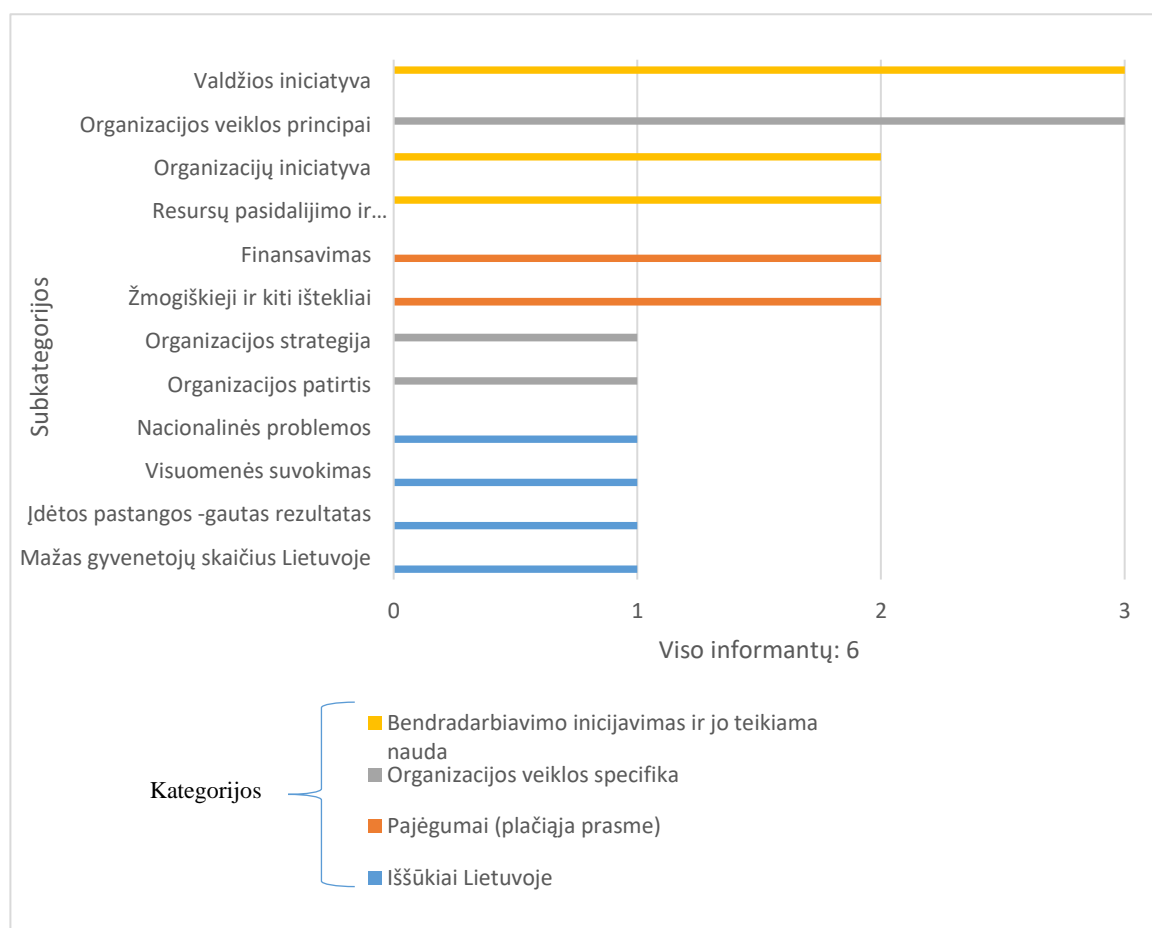 Valdžios iniciatyva
Organizacijos veiklos principai
Organizacijų iniciatyva
Resursų pasidalijimo ir…
Finansavimas
Žmogiškieji ir kiti ištekliai
Organizacijos strategija
Organizacijos patirtis
Nacionalinės problemos
Visuomenės suvokimas
Įdėtos pastangos -gautas rezultatas
Mažas gyvenetojų skaičius Lietuvoje
Subkategorijos
0 1 2 3
Viso informantų: 6
Kategorijos
Bendradarbiavimo inicijavimas ir jo teikiama
nauda
Organizacijos veiklos specifika
Pajėgumai (plačiąja prasme)
Iššūkiai Lietuvoje